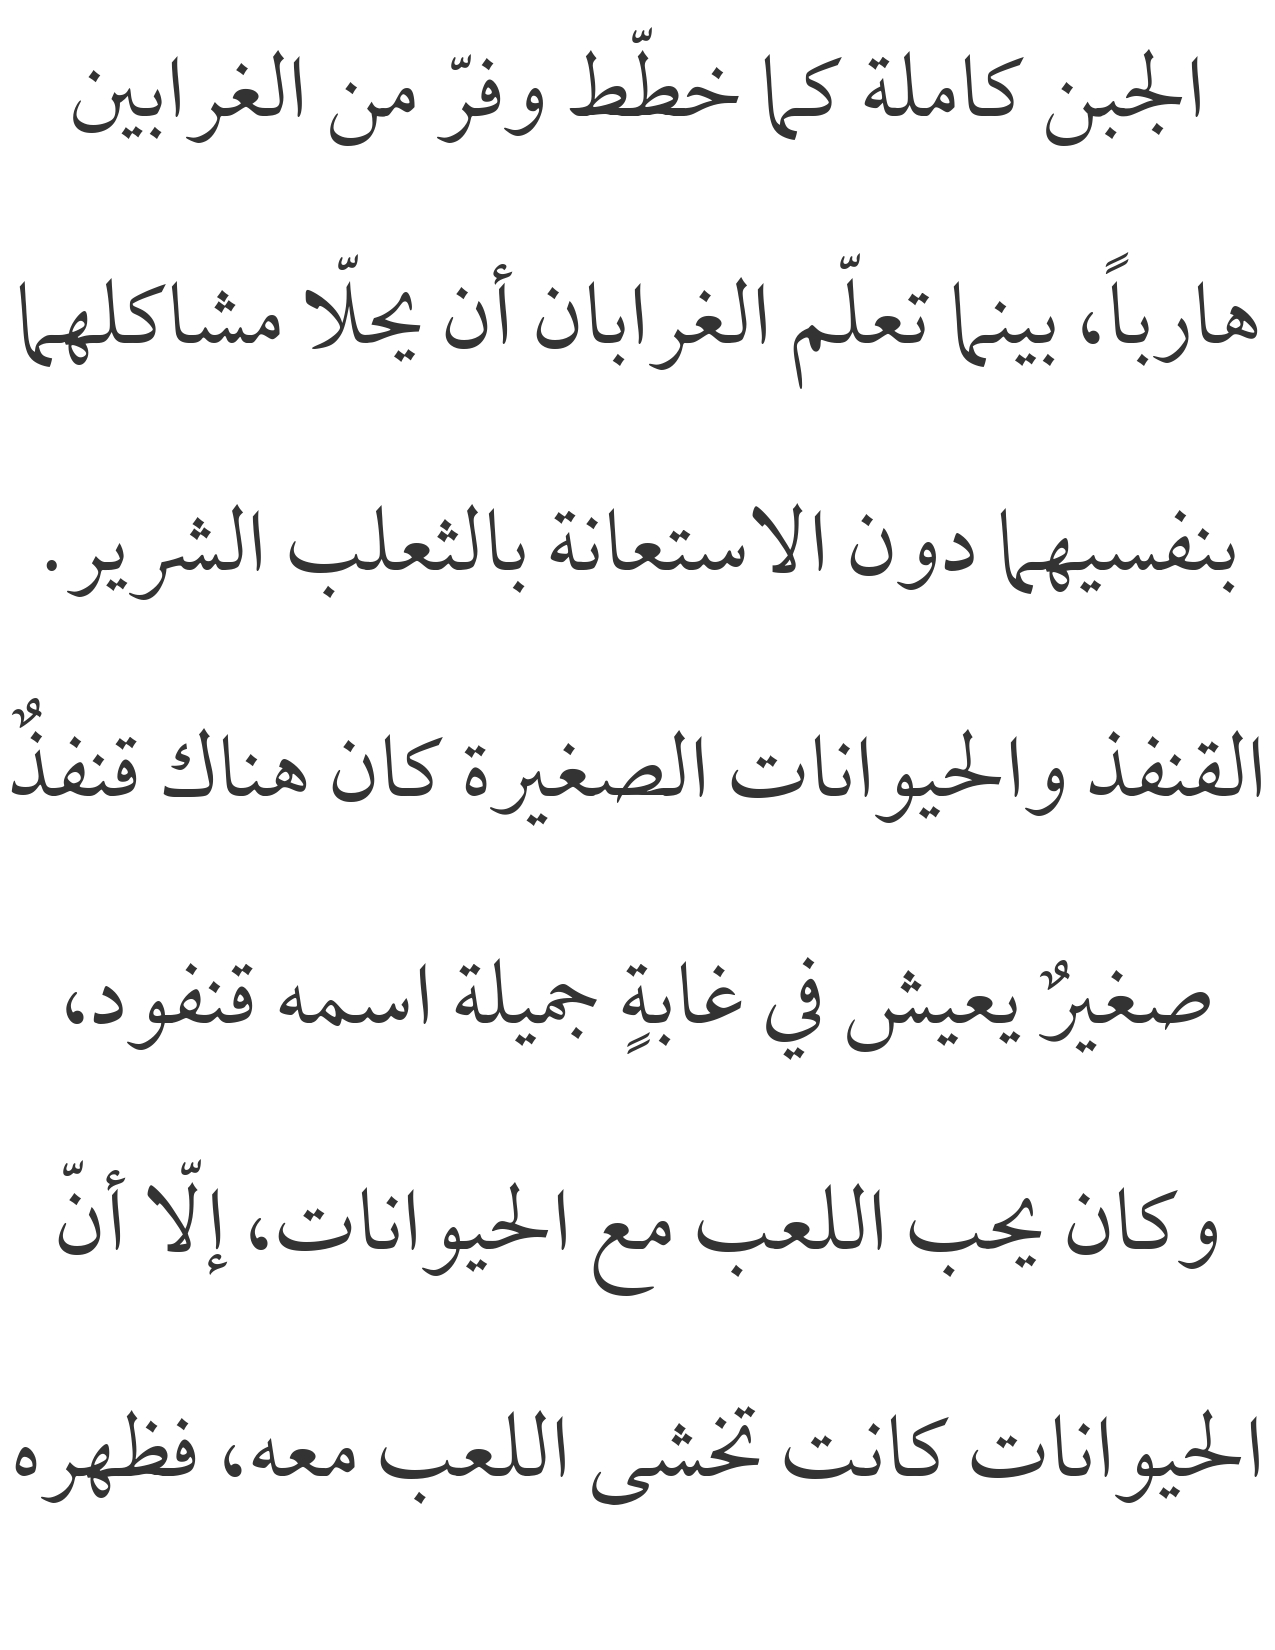 الجبن كاملة كما خطّط وفرّ من الغرابين
هارباً، بينما تعلّم الغرابان أن يحلّا مشاكلهما
بنفسيهما دون الاستعانة بالثعلب الشرير.
القنفذ والحيوانات الصغيرة كان هناك قنفذٌ
صغيرٌ يعيش في غابةٍ جميلة اسمه قنفود،
وكان يحب اللعب مع الحيوانات، إلّا أنّ
الحيوانات كانت تخشى اللعب معه، فظهره